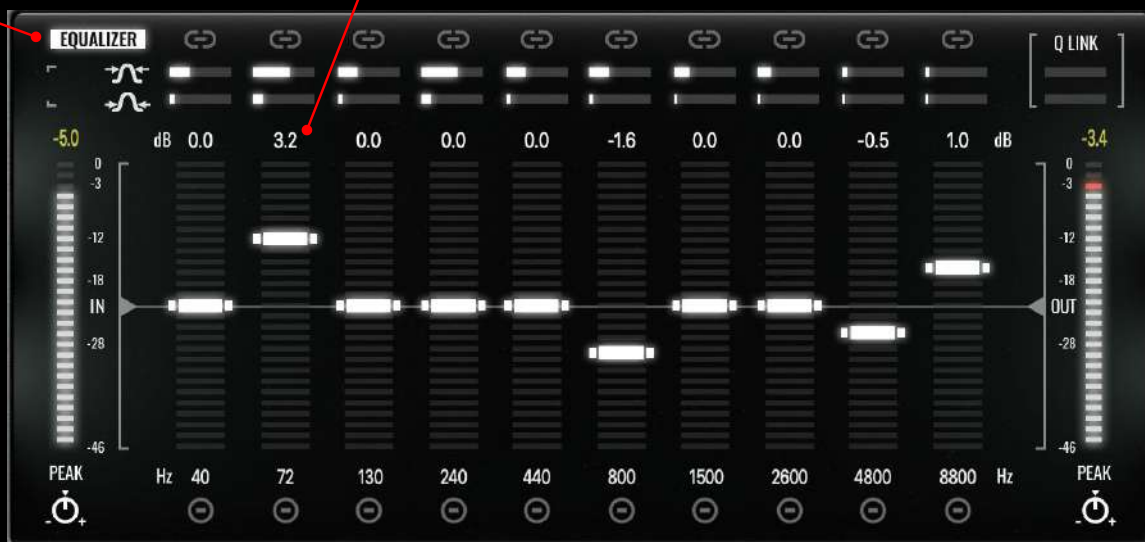 EQUALIZER Q LINK
-5.0 dB 0.0 3.2 0.0 0.0 0.0 -1.6 0.0 0.0 -0.5 1.0 dB -3.4
0 0
-3 -3
-12 -12
-18 -18
IN OUT
-28 -28
-46 -46
PEAK Hz 40 72 130 240 440 800 1500 2600 4800 8800 Hz PEAK
- + - +